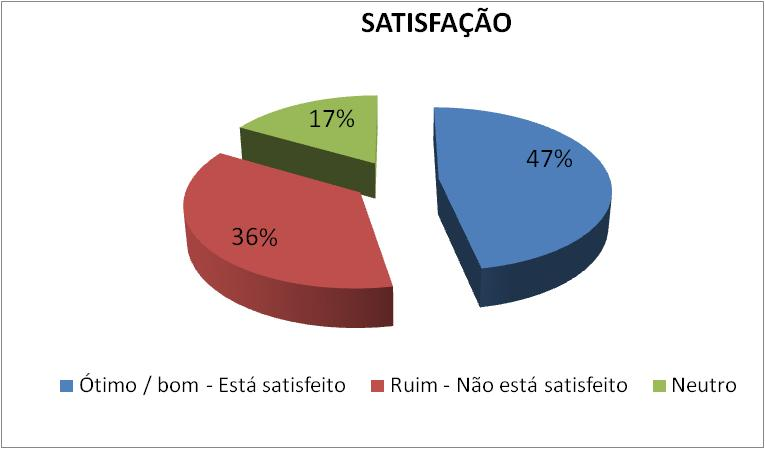 SATISFAÇÃO
17%
47%
36%
Ótimo / bom - Está satisfeito
Ruim - Não está satisfeito
Neutro